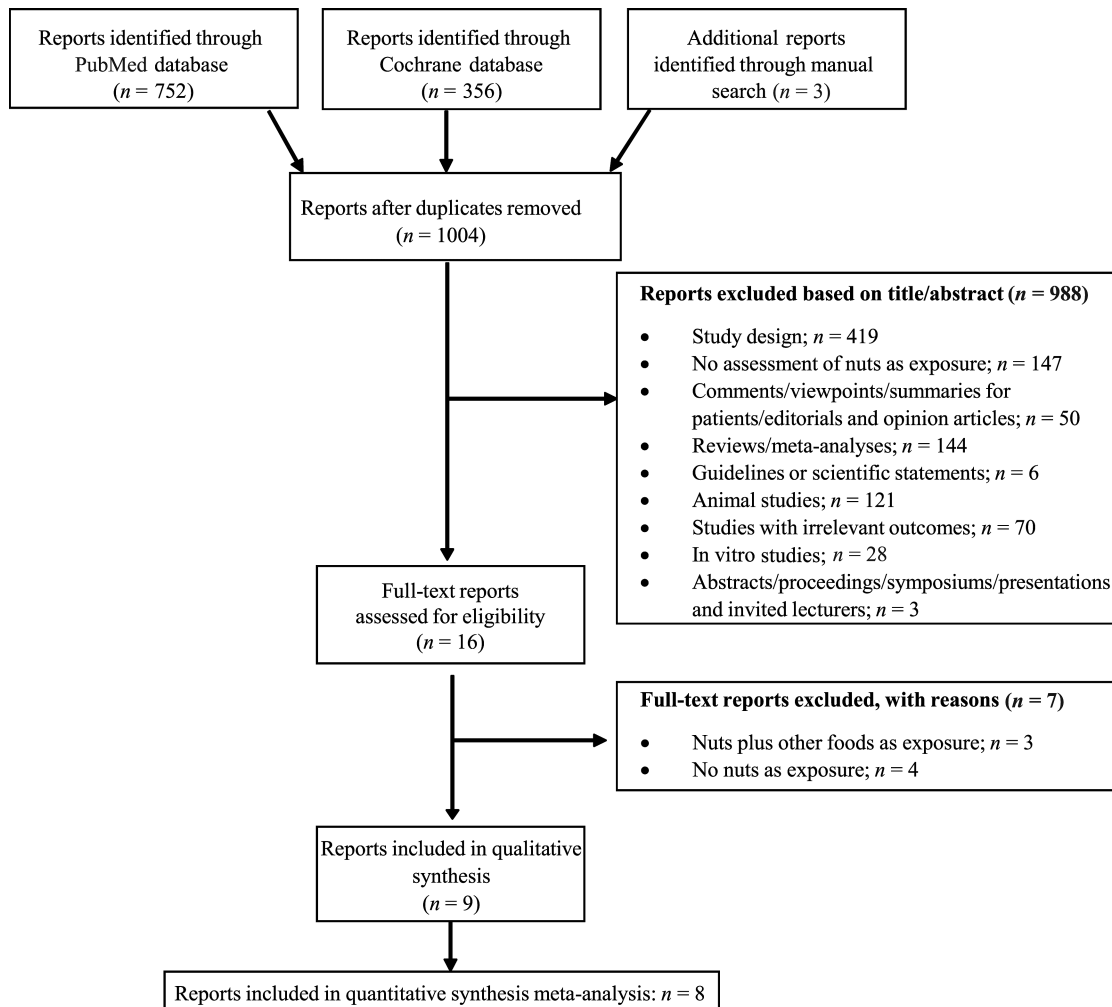 Reports identified through
PubMed database
(n = 752)
Reports identified through
Cochrane database
(n = 356)
Additional reports
identified through manual
search (n = 3)
Reports after duplicates removed
(n = 1004)
Reports excluded based on title/abstract (n = 988)
• Study design; n = 419
• No assessment of nuts as exposure; n = 147
• Comments/viewpoints/summaries for
patients/editorials and opinion articles; n = 50
• Reviews/meta-analyses; n = 144
• Guidelines or scientific statements; n = 6
• Animal studies; n = 121
• Studies with irrelevant outcomes; n = 70
• In vitro studies; n = 28
• Abstracts/proceedings/symposiums/presentations
and invited lecturers; n = 3
Full-text reports
assessed for eligibility
(n = 16)
Full-text reports excluded, with reasons (n = 7)
• Nuts plus other foods as exposure; n = 3
• No nuts as exposure; n = 4
Reports included in qualitative
synthesis
(n = 9)
Reports included in quantitative synthesis meta-analysis: n = 8